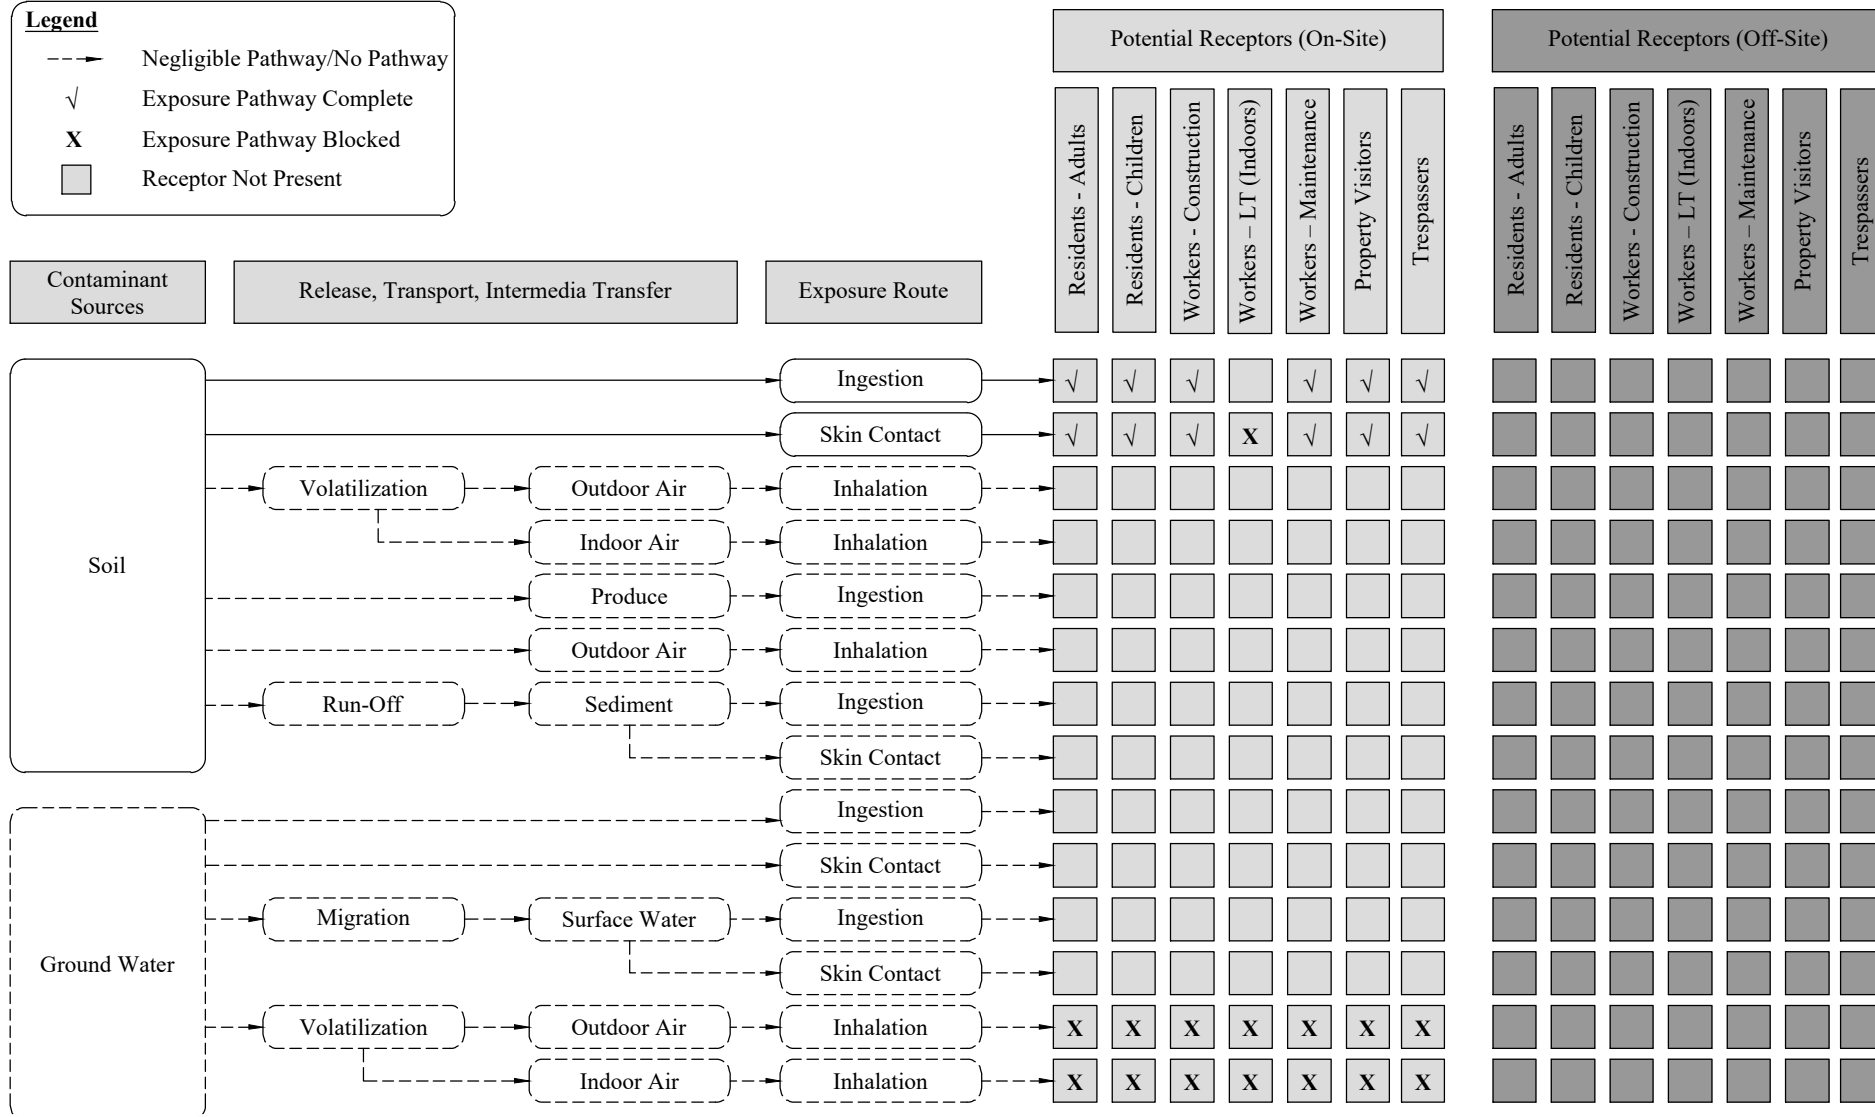 Legend
Negligible Pathway/No Pathway
√ Exposure Pathway Complete
X Exposure Pathway Blocked
Receptor Not Present
Potential Receptors (On-Site)
Potential Receptors (Off-Site)
Residents - Adults
Residents - Children
Workers - Construction
Workers – LT (Indoors)
Workers – Maintenance
Property Visitors
Trespassers
Residents - Adults
Residents - Children
Workers - Construction
Workers – LT (Indoors)
Workers – Maintenance
Property Visitors
Trespassers
Contaminant
Sources
Release, Transport, Intermedia Transfer
Exposure Route
Soil
Ingestion √ √ √ √ √ √
Skin Contact √ √ √ X √ √ √
Volatilization Outdoor Air Inhalation
Indoor Air Inhalation
Produce Ingestion
Outdoor Air Inhalation
Run-Off Sediment Ingestion
Skin Contact
Ground Water
Ingestion
Skin Contact
Migration Surface Water Ingestion
Skin Contact
Volatilization Outdoor Air Inhalation X X X X X X X
Indoor Air Inhalation X X X X X X X